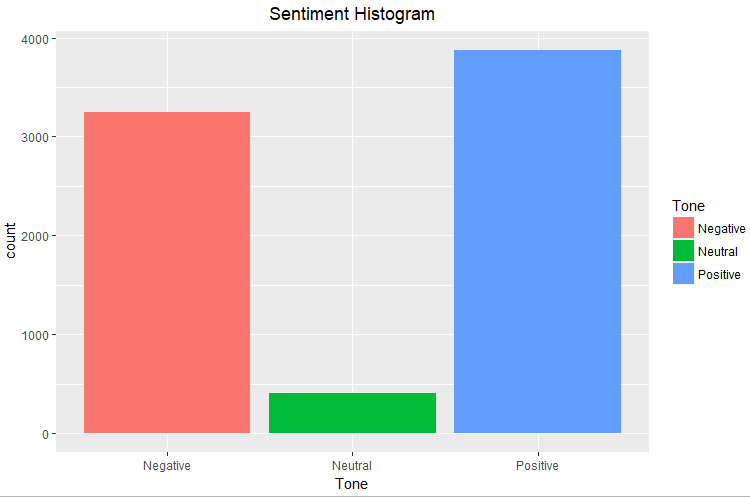 Sentiment Histogram
4000
3000
2000
1000
0
count
Negative
Neutral
Positive
Tone
Tone
Negative
Neutral
Positive